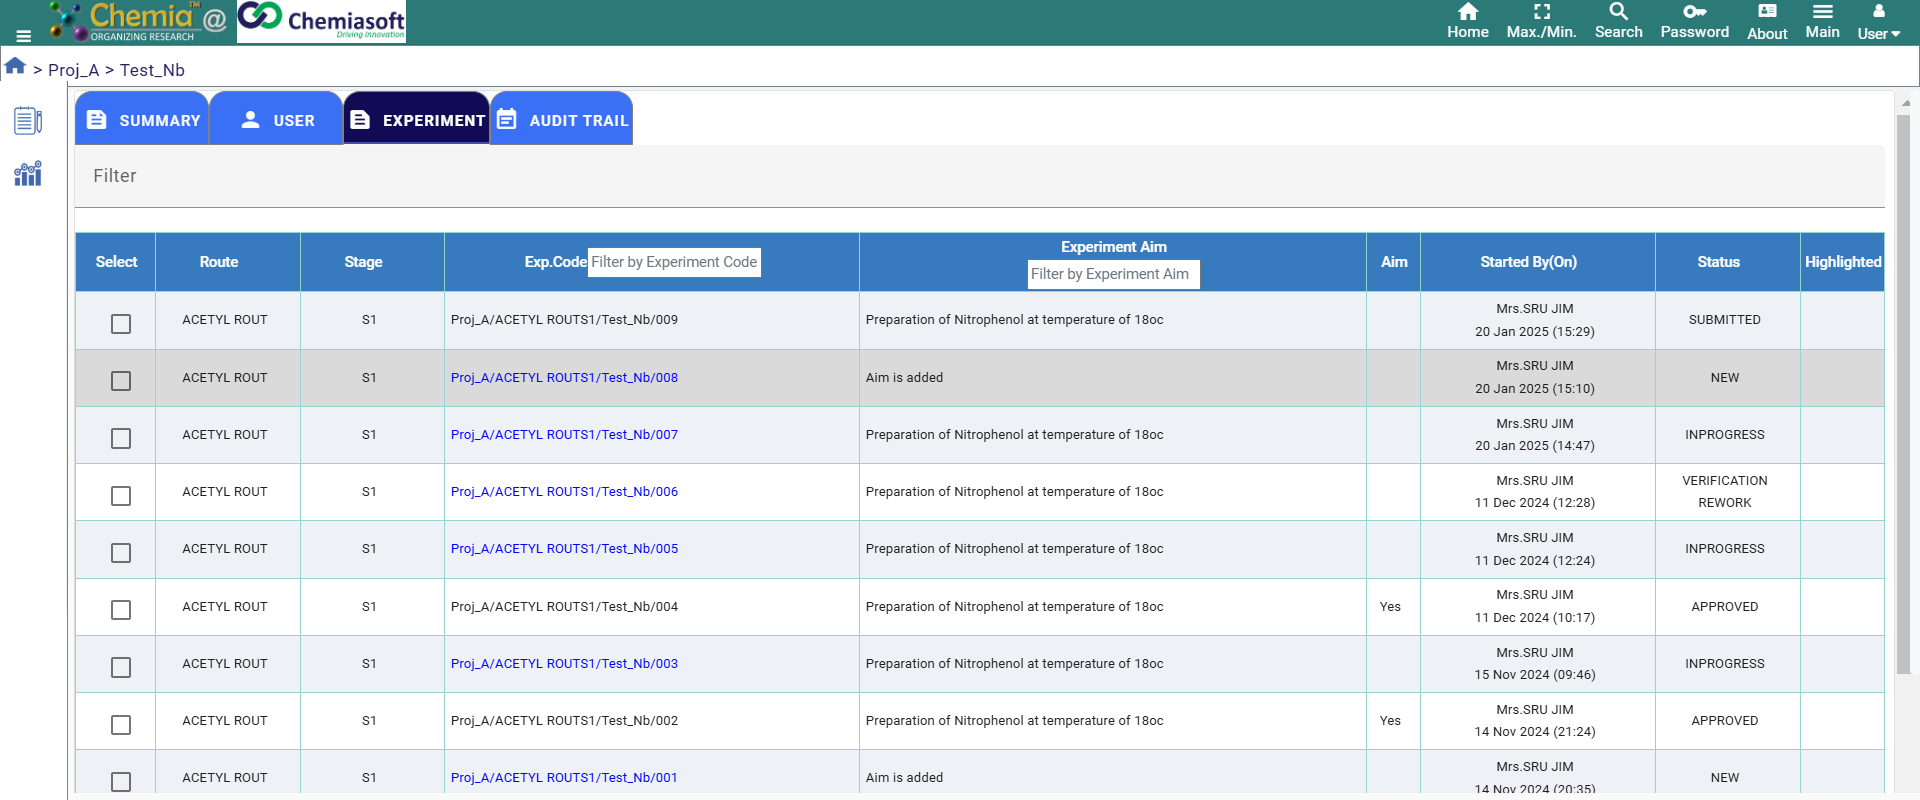 Chemia™ @ Chemiasoft
ORGANIZING RESEARCH
Driving Innovation
Home Max./Min. Search Password About Main User
> Proj_A > Test_Nb
SUMMARY USER EXPERIMENT AUDIT TRAIL
Filter
Select Route Stage Exp.Code Filter by Experiment Code Experiment Aim Filter by Experiment Aim Aim Started By(On) Status Highlighted
ACETYL ROUT S1 Proj_A/ACETYL ROUTS1/Test_Nb/009 Preparation of Nitrophenol at temperature of 18oc Mrs.SRU JIM SUBMITTED
20 Jan 2025 (15:29)
ACETYL ROUT S1 Proj_A/ACETYL ROUTS1/Test_Nb/008 Aim is added Mrs.SRU JIM NEW
20 Jan 2025 (15:10)
ACETYL ROUT S1 Proj_A/ACETYL ROUTS1/Test_Nb/007 Preparation of Nitrophenol at temperature of 18oc Mrs.SRU JIM INPROGRESS
20 Jan 2025 (14:47)
ACETYL ROUT S1 Proj_A/ACETYL ROUTS1/Test_Nb/006 Preparation of Nitrophenol at temperature of 18oc Mrs.SRU JIM VERIFICATION
11 Dec 2024 (12:28) REWORK
ACETYL ROUT S1 Proj_A/ACETYL ROUTS1/Test_Nb/005 Preparation of Nitrophenol at temperature of 18oc Mrs.SRU JIM INPROGRESS
11 Dec 2024 (12:24)
ACETYL ROUT S1 Proj_A/ACETYL ROUTS1/Test_Nb/004 Preparation of Nitrophenol at temperature of 18oc Yes Mrs.SRU JIM APPROVED
11 Dec 2024 (10:17)
ACETYL ROUT S1 Proj_A/ACETYL ROUTS1/Test_Nb/003 Preparation of Nitrophenol at temperature of 18oc Mrs.SRU JIM INPROGRESS
15 Nov 2024 (09:46)
ACETYL ROUT S1 Proj_A/ACETYL ROUTS1/Test_Nb/002 Preparation of Nitrophenol at temperature of 18oc Yes Mrs.SRU JIM APPROVED
14 Nov 2024 (21:24)
ACETYL ROUT S1 Proj_A/ACETYL ROUTS1/Test_Nb/001 Aim is added Mrs.SRU JIM NEW
14 Nov 2024 (20:35)